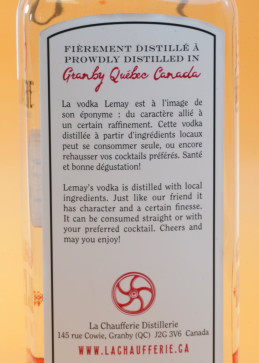 FIÈREMENT DISTILLÉ À
PROWDLY DISTILLED IN
Granby Québec Canada
La vodka Lemay est à l'image de
son éponyme : du caractère allié à
un certain raffinement. Cette vodka
distillée à partir d'ingrédients locaux
peut se consommer seule, ou encore
rehausser vos cocktails préférés. Santé
et bonne dégustation!
Lemay's vodka is distilled with local
ingredients. Just like our friend it
has character and a certain finesse.
It can be consumed straight or with
your preferred cocktail. Cheers and
may you enjoy!
La Chaufferie Distillerie
145 rue Cowie, Granby (QC) J2G 3V6 Canada
WWW.LACHAUFFERIE.CA